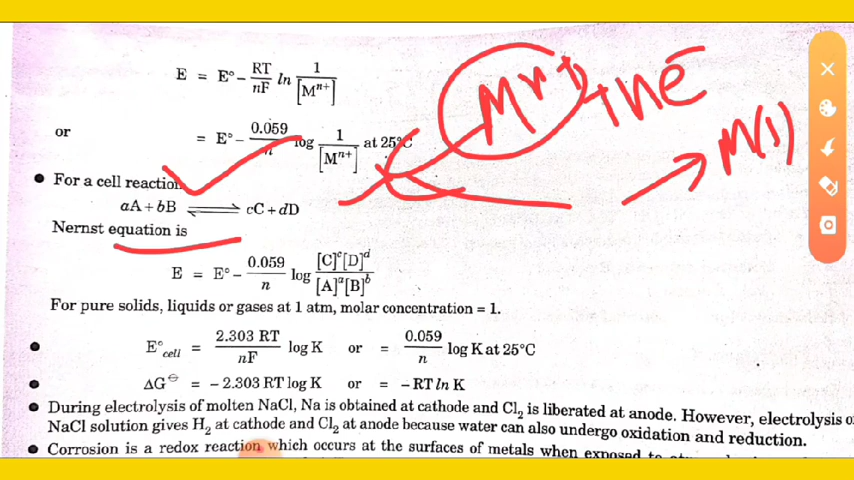 E = E° − RT/nF ln 1/[Mⁿ⁺]
or = E° − 0.059/n log 1/[Mⁿ⁺] at 25°C
Mn+ + ne̅ → M(s)
● For a cell reaction
aA + bB ⇌ cC + dD
Nernst equation is
E = E° − 0.059/n log [C]ᶜ[D]ᵈ/[A]ᵃ[B]ᵇ
For pure solids, liquids or gases at 1 atm, molar concentration = 1.
● E°cell = 2.303 RT/nF log K or = 0.059/n log K at 25°C
● ΔG⊖ = − 2.303 RT log K or = − RT ln K
● During electrolysis of molten NaCl, Na is obtained at cathode and Cl₂ is liberated at anode. However, electrolysis o
NaCl solution gives H₂ at cathode and Cl₂ at anode because water can also undergo oxidation and reduction.
● Corrosion is a redox reaction which occurs at the surfaces of metals when exposed to